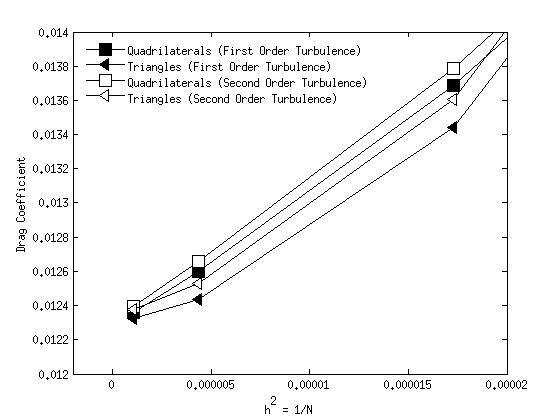 0.014
0.0138
0.0136
0.0134
0.0132
0.013
0.0128
0.0126
0.0124
0.0122
0.012
Drag Coefficient
Quadrilaterals (First Order Turbulence)
Triangles (First Order Turbulence)
Quadrilaterals (Second Order Turbulence)
Triangles (Second Order Turbulence)
0 0.000005 0.00001 0.000015 0.00002
h² = 1/N